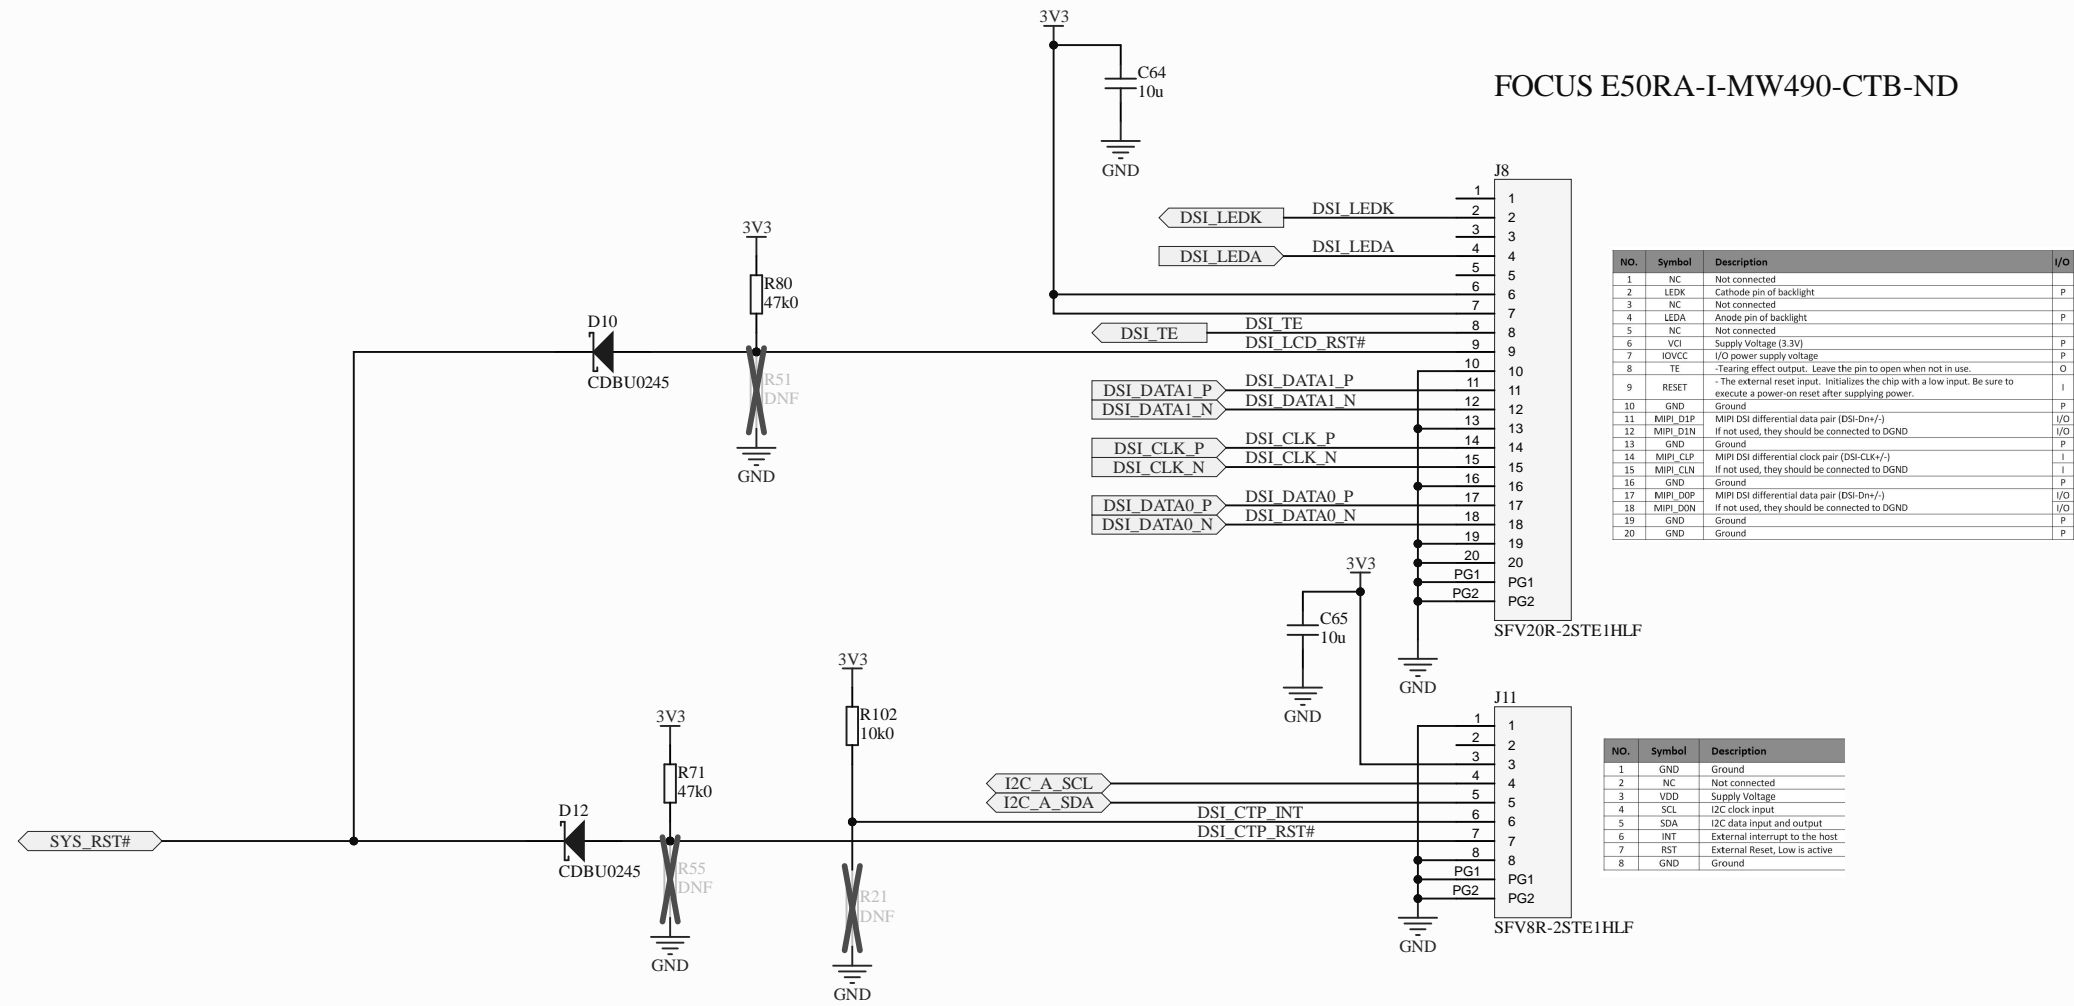 3V3
C64
10u
GND
FOCUS E50RA-I-MW490-CTB-ND
J8
1 1
DSI_LEDK DSI_LEDK 2 2
3 3
DSI_LEDA DSI_LEDA 4 4
5 5
6 6
7 7
DSI_TE DSI_TE 8 8
DSI_LCD_RST# 9 9
10 10
DSI_DATA1_P DSI_DATA1_P 11 11
DSI_DATA1_N DSI_DATA1_N 12 12
13 13
DSI_CLK_P DSI_CLK_P 14 14
DSI_CLK_N DSI_CLK_N 15 15
16 16
DSI_DATA0_P DSI_DATA0_P 17 17
DSI_DATA0_N DSI_DATA0_N 18 18
19 19
20 20
PG1 PG1
PG2 PG2
SFV20R-2STE1HLF
GND
3V3
R80
47k0
D10
CDBU0245
R51
DNF
GND
NO. Symbol Description I/O
1 NC Not connected
2 LEDK Cathode pin of backlight P
3 NC Not connected
4 LEDA Anode pin of backlight P
5 NC Not connected
6 VCI Supply Voltage (3.3V) P
7 IOVCC I/O power supply voltage P
8 TE -Tearing effect output. Leave the pin to open when not in use. O
9 RESET - The external reset input. Initializes the chip with a low input. Be sure to I
execute a power-on reset after supplying power.
10 GND Ground P
11 MIPI_D1P MIPI DSI differential data pair (DSI-Dn+/-) I/O
12 MIPI_D1N If not used, they should be connected to DGND I/O
13 GND Ground P
14 MIPI_CLP MIPI DSI differential clock pair (DSI-CLK+/-) I
15 MIPI_CLN If not used, they should be connected to DGND I
16 GND Ground P
17 MIPI_D0P MIPI DSI differential data pair (DSI-Dn+/-) I/O
18 MIPI_D0N If not used, they should be connected to DGND I/O
19 GND Ground P
20 GND Ground P
3V3
C65
10u
GND
3V3
R102
10k0
3V3
R71
47k0
D12
CDBU0245
SYS_RST#
R55
DNF
GND
R21
DNF
GND
J11
1 1
2 2
3 3
I2C_A_SCL 4 4
I2C_A_SDA 5 5
DSI_CTP_INT 6 6
DSI_CTP_RST# 7 7
8 8
PG1 PG1
PG2 PG2
SFV8R-2STE1HLF
GND
NO. Symbol Description
1 GND Ground
2 NC Not connected
3 VDD Supply Voltage
4 SCL I2C clock input
5 SDA I2C data input and output
6 INT External interrupt to the host
7 RST External Reset, Low is active
8 GND Ground